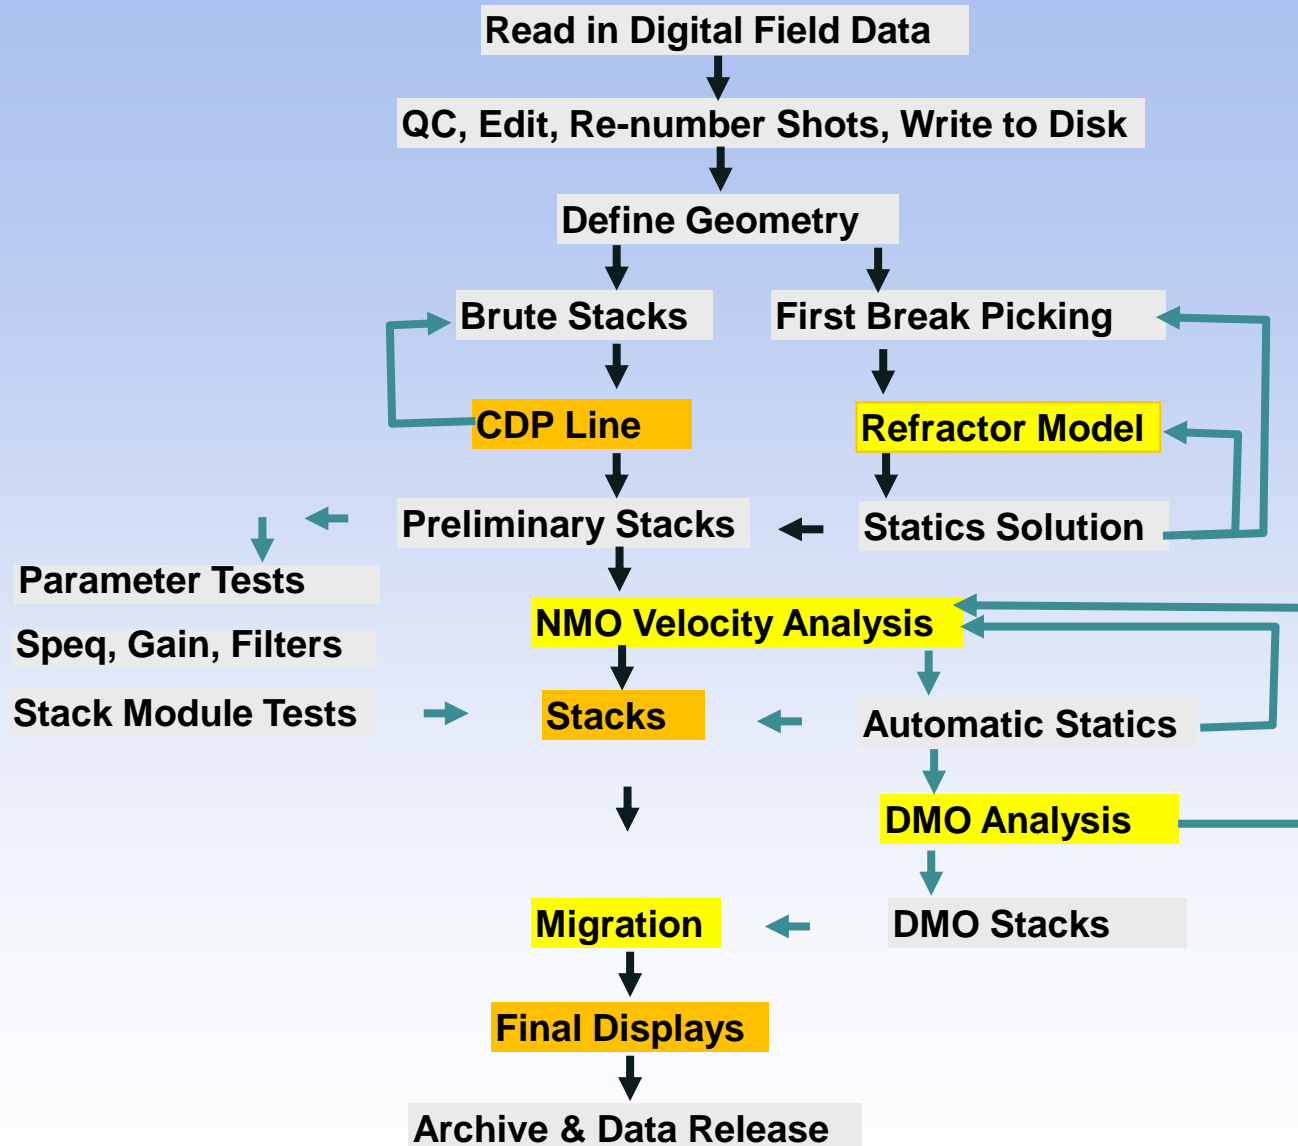 Read in Digital Field Data
QC, Edit, Re-number Shots, Write to Disk
Define Geometry
Brute Stacks
First Break Picking
CDP Line
Refractor Model
Preliminary Stacks
Statics Solution
Parameter Tests
NMO Velocity Analysis
Speq, Gain, Filters
Stack Module Tests
Stacks
Automatic Statics
DMO Analysis
Migration
DMO Stacks
Final Displays
Archive & Data Release